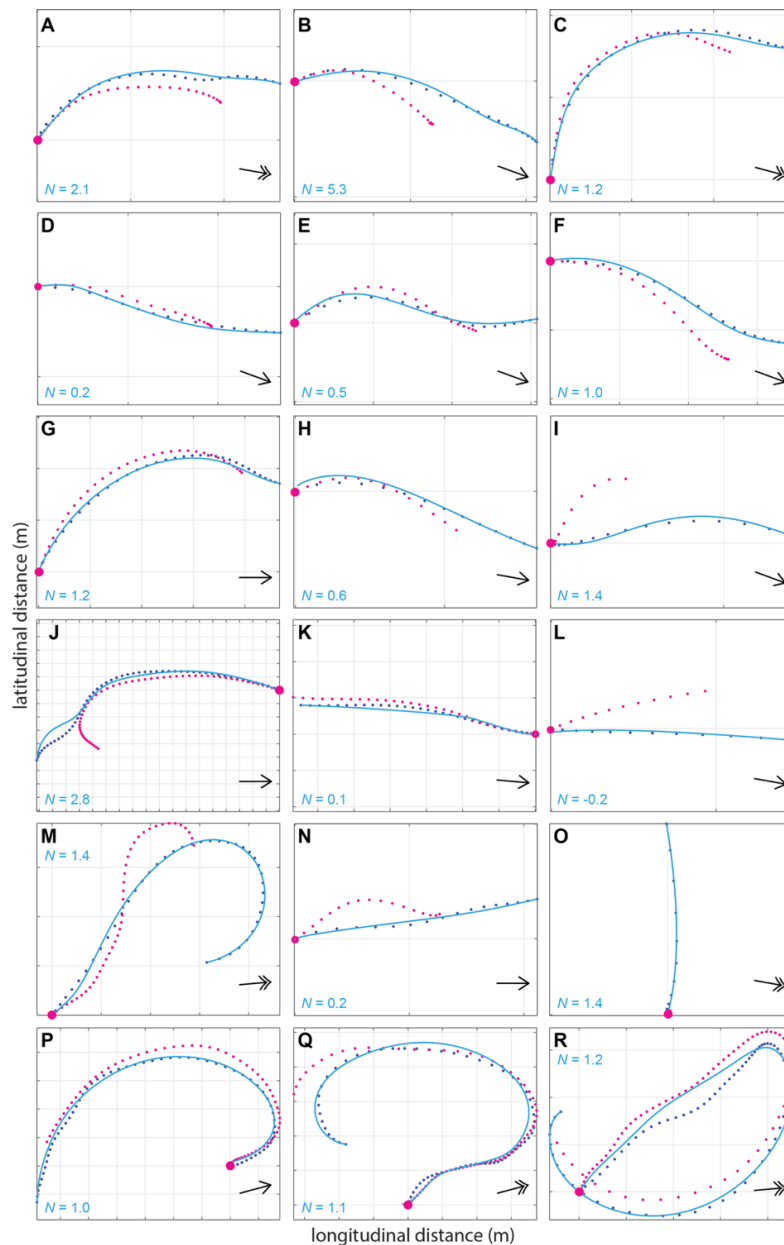 A
B
C
N = 2.1
N = 5.3
N = 1.2
D
E
F
N = 0.2
N = 0.5
N = 1.0
G
H
I
N = 1.2
N = 0.6
N = 1.4
latitudinal distance (m)
J
K
L
N = 2.8
N = 0.1
N = -0.2
M
N
O
N = 1.4
N = 0.2
N = 1.4
P
Q
R
N = 1.2
N = 1.0
N = 1.1
longitudinal distance (m)